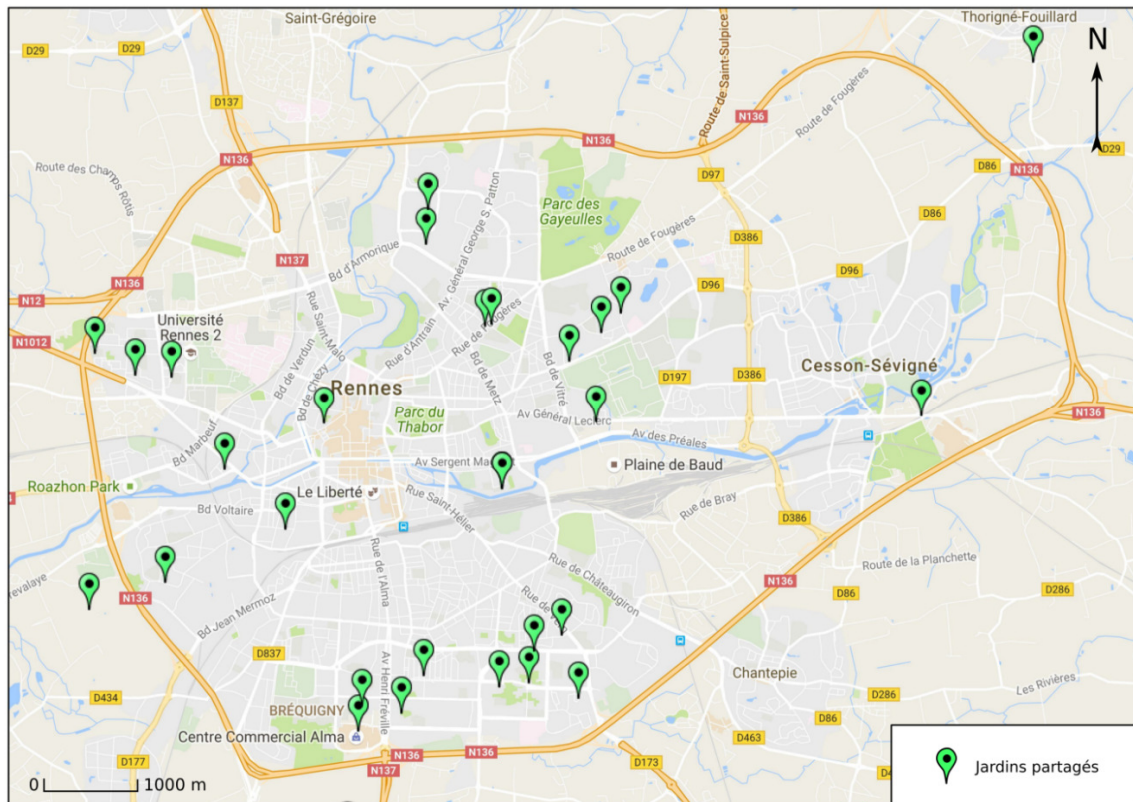 Saint-Grégoire
Thorigné-Fouillard
N
D29
D29
D137
Route de Saint-Sulpice
Route de Fougères
N136
N136
N136
D29
Route des Champs Rôtis
D97
D86
N136
Parc des
Gayeulles
Av. Général George S. Patton
D86
D386
Route de Fougères
Bd d'Armorique
N137
D96
N136
D96
N12
Rue Saint-Malo
Université
Rennes 2
Rue de Fougères
Rue d'Antrain
N1012
Bd de Verdun
Bd de Chézy
Bd de Metz
Bd de Vitré
D197
D386
Cesson-Sévigné
Rennes
Parc du
Thabor
Av Général Leclerc
N136
Bd Marbeuf
Av des Préales
Av Sergent Ma
Plaine de Baud
Roazhon Park
Le Liberté
Rue Saint-Hélier
Rue de Bray
Bd Voltaire
D386
Rue de l'Alma
Rue de Châteaugiron
Route de la Planchette
revalaye
N136
N136
D86
D286
Bd Jean Mermoz
Rue de V
D837
Av Henri Fréville
Chantepie
D434
D286
Les Rivières
BRÉQUIGNY
D86
Centre Commercial Alma
D463
D177
N136
N136
D173
N137
0
1000 m
Jardins partagés